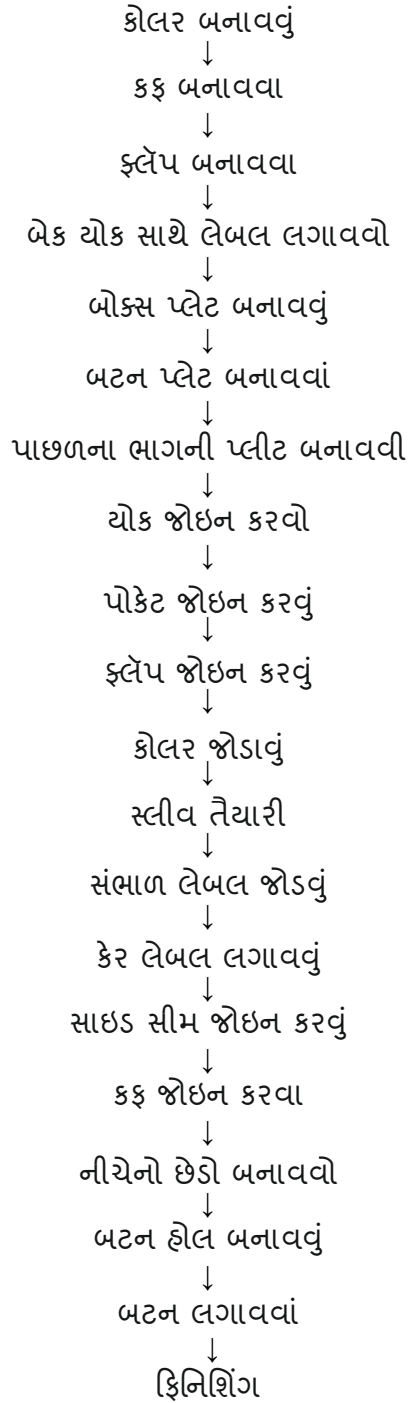 કોલર બનાવવું
↓
કફ બનાવવા
↓
ફ્લૅપ બનાવવા
↓
બેક યોક સાથે લેબલ લગાવવો
↓
બોક્સ પ્લેટ બનાવવું
↓
બટન પ્લેટ બનાવવાં
↓
પાછળના ભાગની પ્લીટ બનાવવી
↓
યોક જોઇન કરવો
↓
પોકેટ જોઇન કરવું
↓
ફ્લૅપ જોઇન કરવું
↓
કોલર જોડાવું
↓
સ્લીવ તૈયારી
↓
સંભાળ લેબલ જોડવું
↓
કેર લેબલ લગાવવું
↓
સાઇડ સીમ જોઇન કરવું
↓
કફ જોઇન કરવા
↓
નીચેનો છેડો બનાવવો
↓
બટન હોલ બનાવવું
↓
બટન લગાવવાં
↓
ફિનિશિંગ